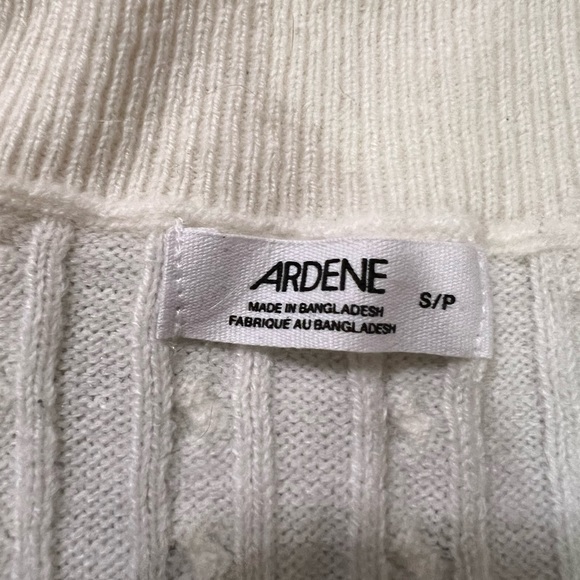 ARDENE
S/P
MADE IN BANGLADESH
FABRIQUÉ AU BANGLADESH